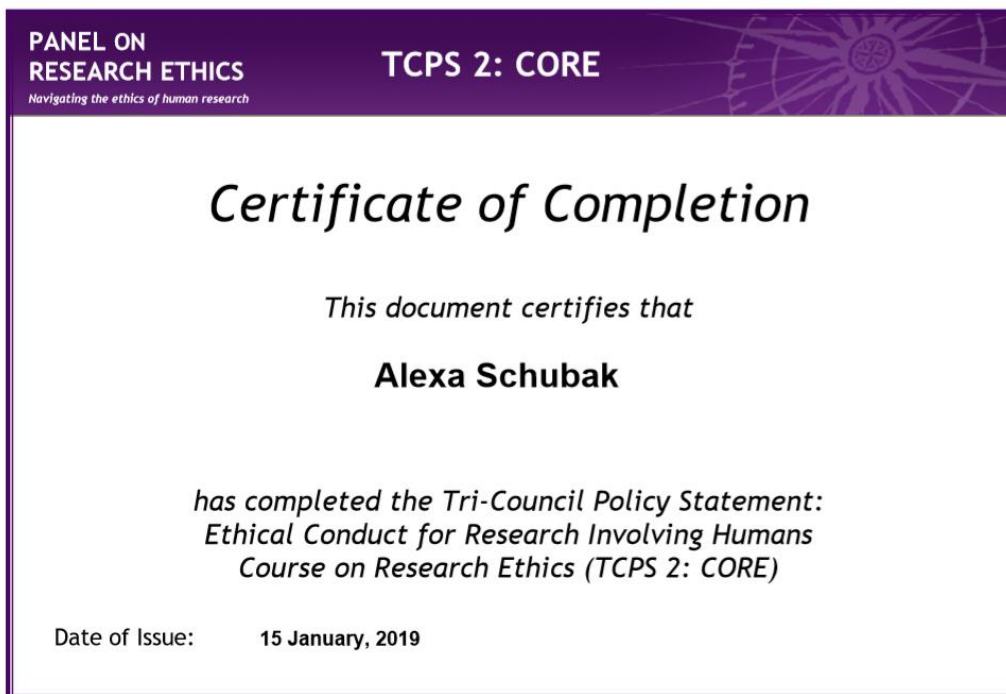 PANEL ON
RESEARCH ETHICS
Navigating the ethics of human research
TCPS 2: CORE
Certificate of Completion
This document certifies that
Alexa Schubak
has completed the Tri-Council Policy Statement:
Ethical Conduct for Research Involving Humans
Course on Research Ethics (TCPS 2: CORE)
Date of Issue: 15 January, 2019